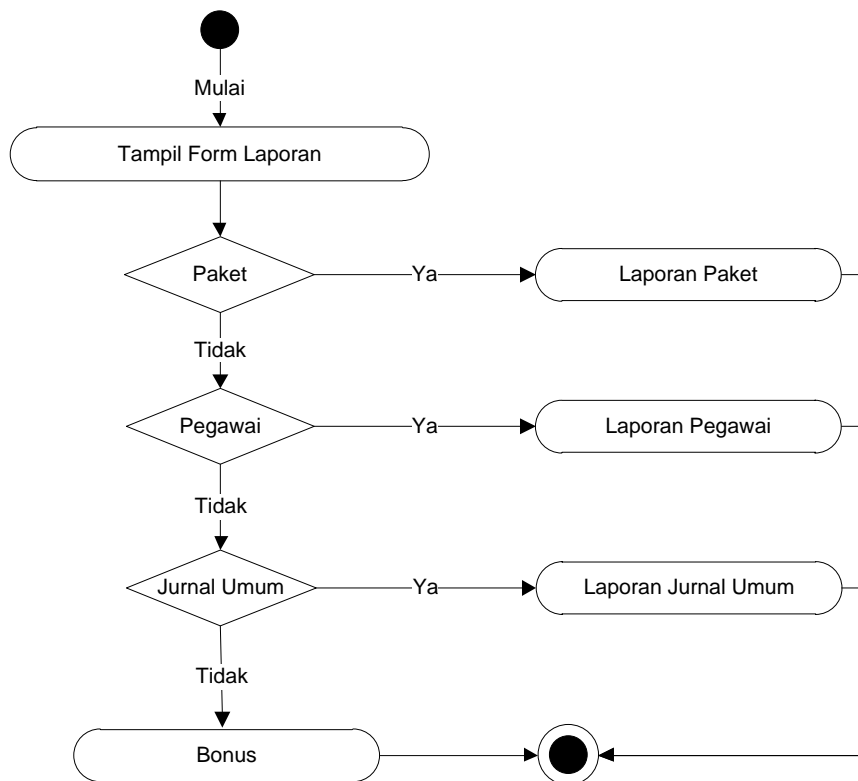 Mulai
Tampil Form Laporan
Paket
Ya
Laporan Paket
Tidak
Pegawai
Ya
Laporan Pegawai
Tidak
Jurnal Umum
Ya
Laporan Jurnal Umum
Tidak
Bonus